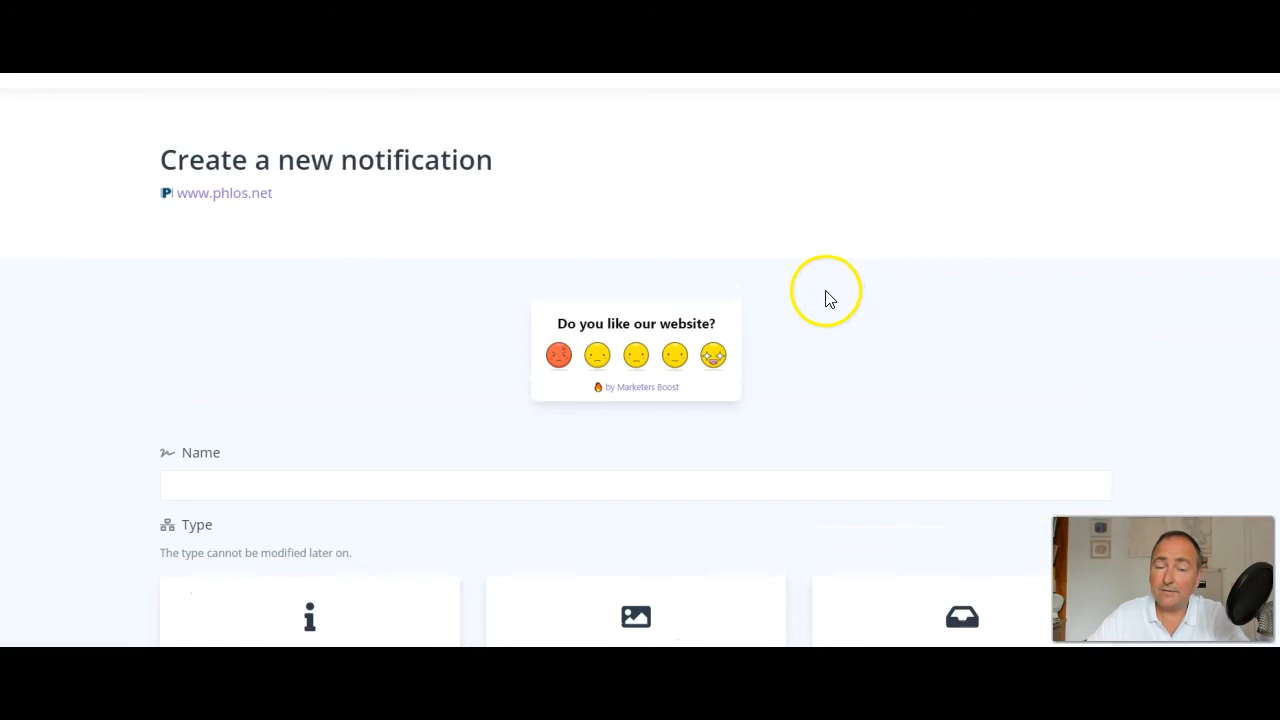 Create a new notification
P www.phlos.net
Do you like our website?
by Marketers Boost
Name
Type
The type cannot be modified later on.